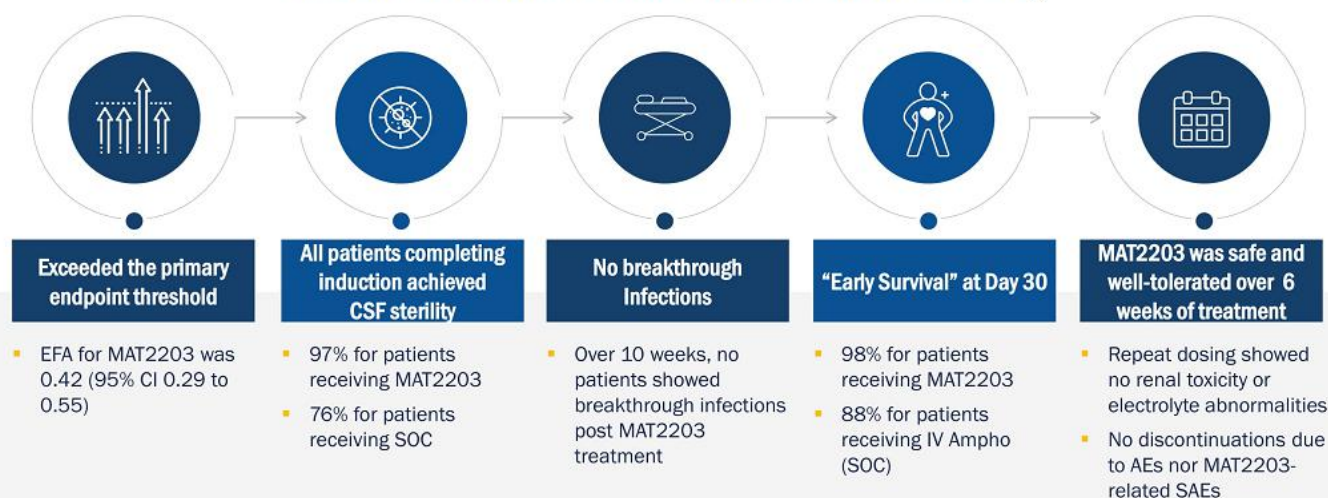 Exceeded the primary
endpoint threshold
EFA for MAT2203 was
0.42 (95% CI 0.29 to
0.55)
All patients completing
induction achieved
CSF sterility
97% for patients
receiving MAT2203
76% for patients
receiving SOC
No breakthrough
Infections
Over 10 weeks, no
patients showed
breakthrough infections
post MAT2203
treatment
“Early Survival” at Day 30
98% for patients
receiving MAT2203
88% for patients
receiving IV Ampho
(SOC)
MAT2203 was safe and
well-tolerated over 6
weeks of treatment
Repeat dosing showed
no renal toxicity or
electrolyte abnormalities
No discontinuations due
to AEs nor MAT2203-
related SAEs